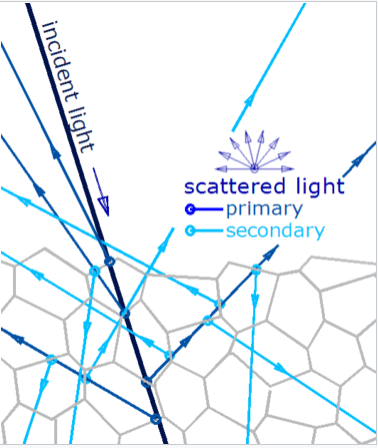 incident light
scattered light
primary
secondary